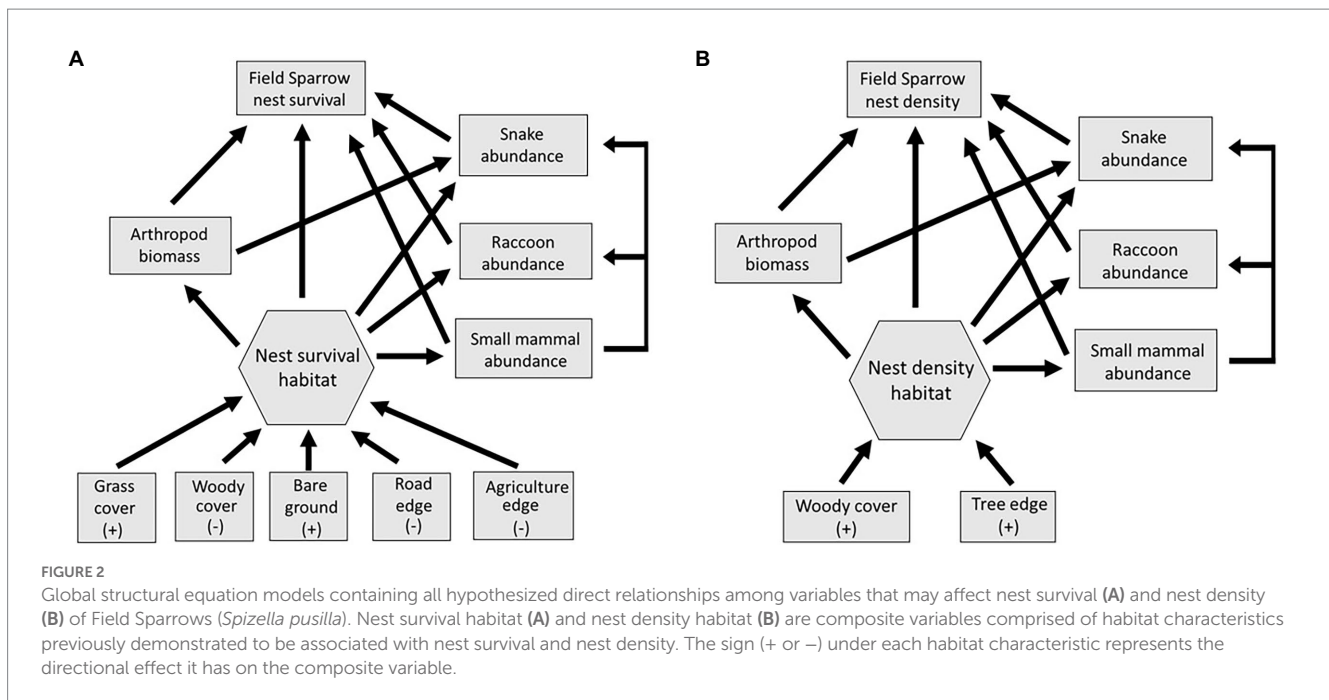 A
Field Sparrow
nest survival
Snake
abundance
Arthropod
biomass
Raccoon
abundance
Nest survival
habitat
Small mammal
abundance
Grass
cover
(+)
Woody
cover
(-)
Bare
ground
(+)
Road
edge
(-)
Agriculture
edge
(-)
B
Field Sparrow
nest density
Snake
abundance
Arthropod
biomass
Raccoon
abundance
Nest density
habitat
Small mammal
abundance
Woody cover
(+)
Tree edge
(+)
FIGURE 2
Global structural equation models containing all hypothesized direct relationships among variables that may affect nest survival (A) and nest density
(B) of Field Sparrows (Spizella pusilla). Nest survival habitat (A) and nest density habitat (B) are composite variables comprised of habitat characteristics
previously demonstrated to be associated with nest survival and nest density. The sign (+ or −) under each habitat characteristic represents the
directional effect it has on the composite variable.